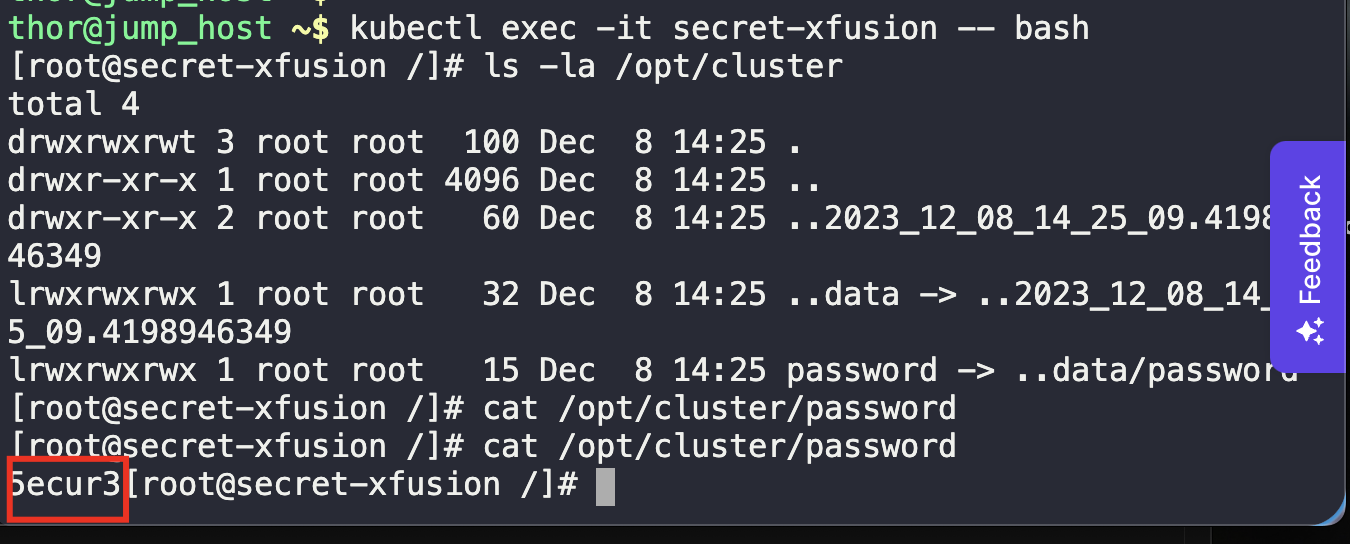 thor@jump_host ~$ kubectl exec -it secret-xfusion -- bash
[root@secret-xfusion /]# ls -la /opt/cluster
total 4
drwxrwxrwt 3 root root  100 Dec  8 14:25 .
drwxr-xr-x 1 root root 4096 Dec  8 14:25 ..
drwxr-xr-x 2 root root   60 Dec  8 14:25 ..2023_12_08_14_25_09.4198
46349
lrwxrwxrwx 1 root root   32 Dec  8 14:25 ..data -> ..2023_12_08_14_
5_09.4198946349
lrwxrwxrwx 1 root root   15 Dec  8 14:25 password -> ..data/password
[root@secret-xfusion /]# cat /opt/cluster/password
[root@secret-xfusion /]# cat /opt/cluster/password
5ecur3[root@secret-xfusion /]#
Feedback